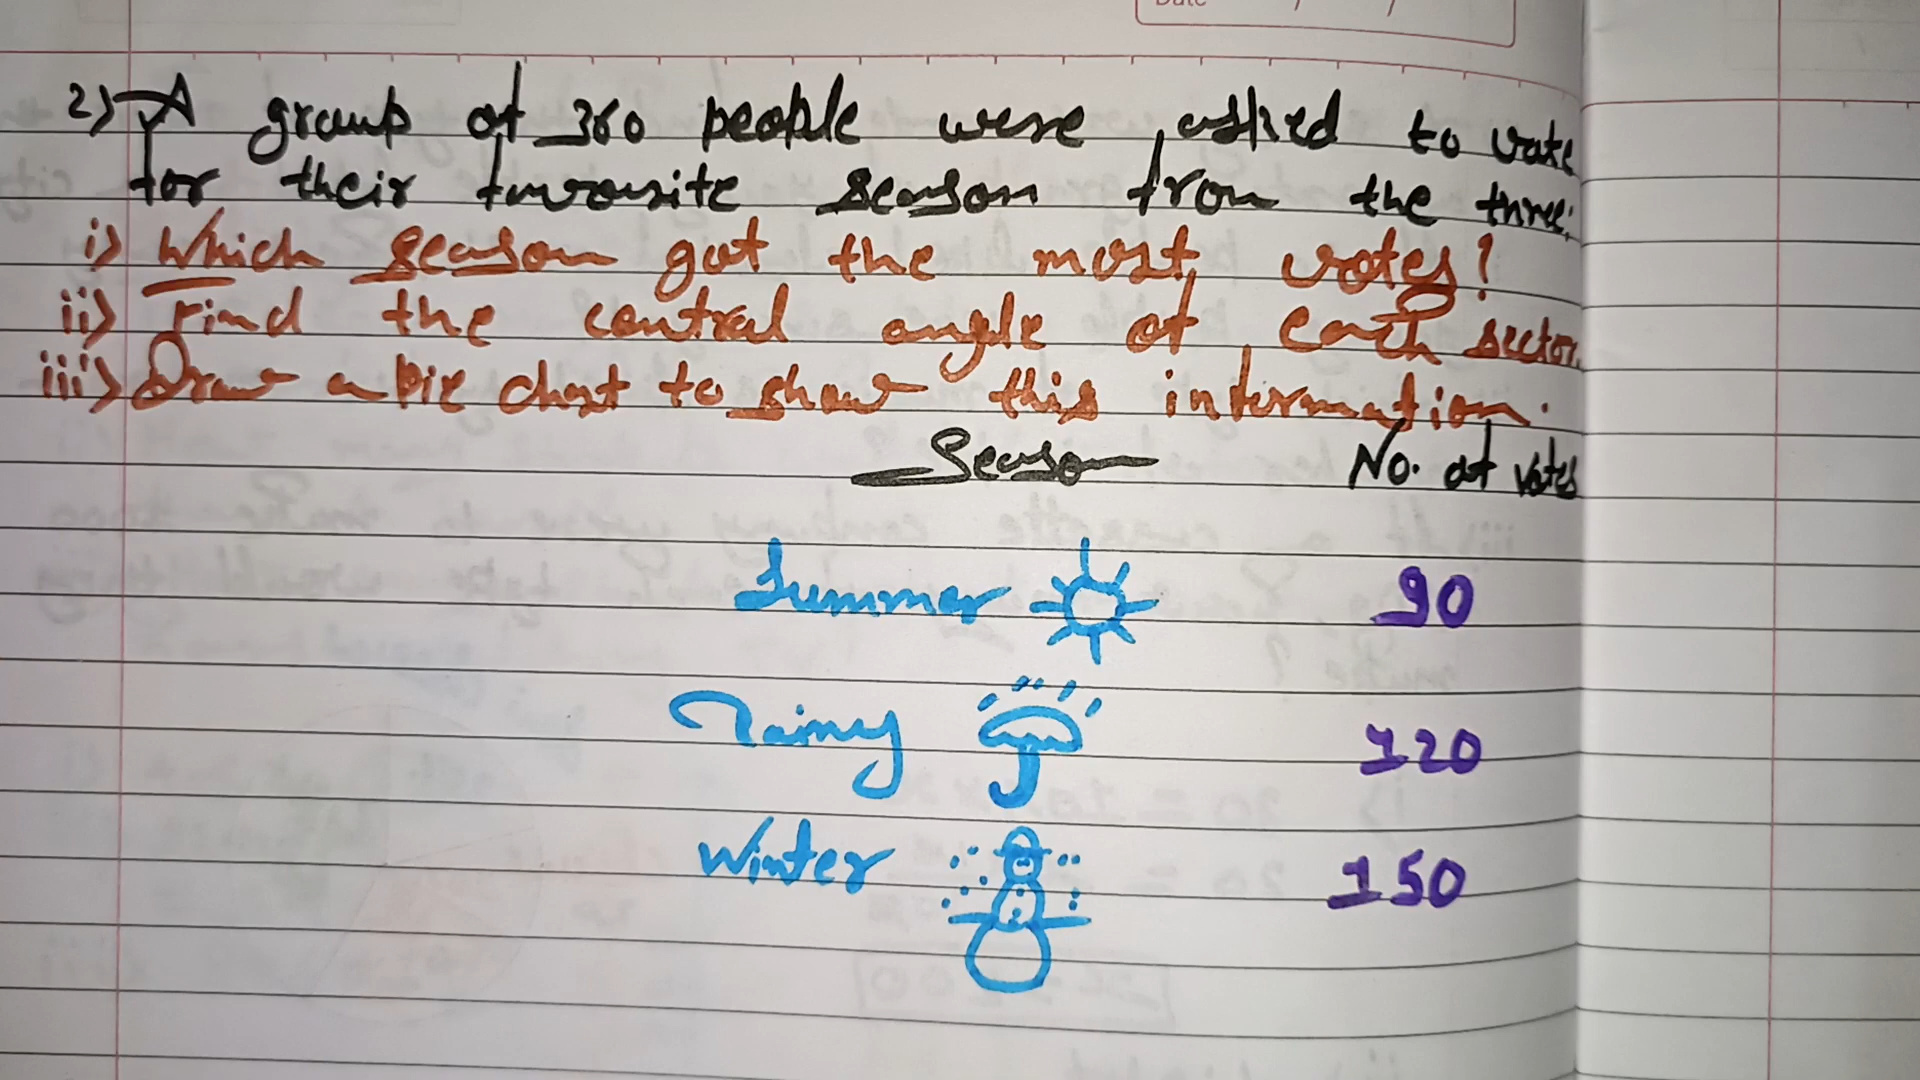 Date / /
2) A group of 360 people were asked to vote
for their favourite season from the three.
i) Which season got the most votes?
ii) Find the central angle of each sector.
iii) Draw a pie chart to show this information.
Season No. of votes
Summer 90
Rainy 120
Winter 150